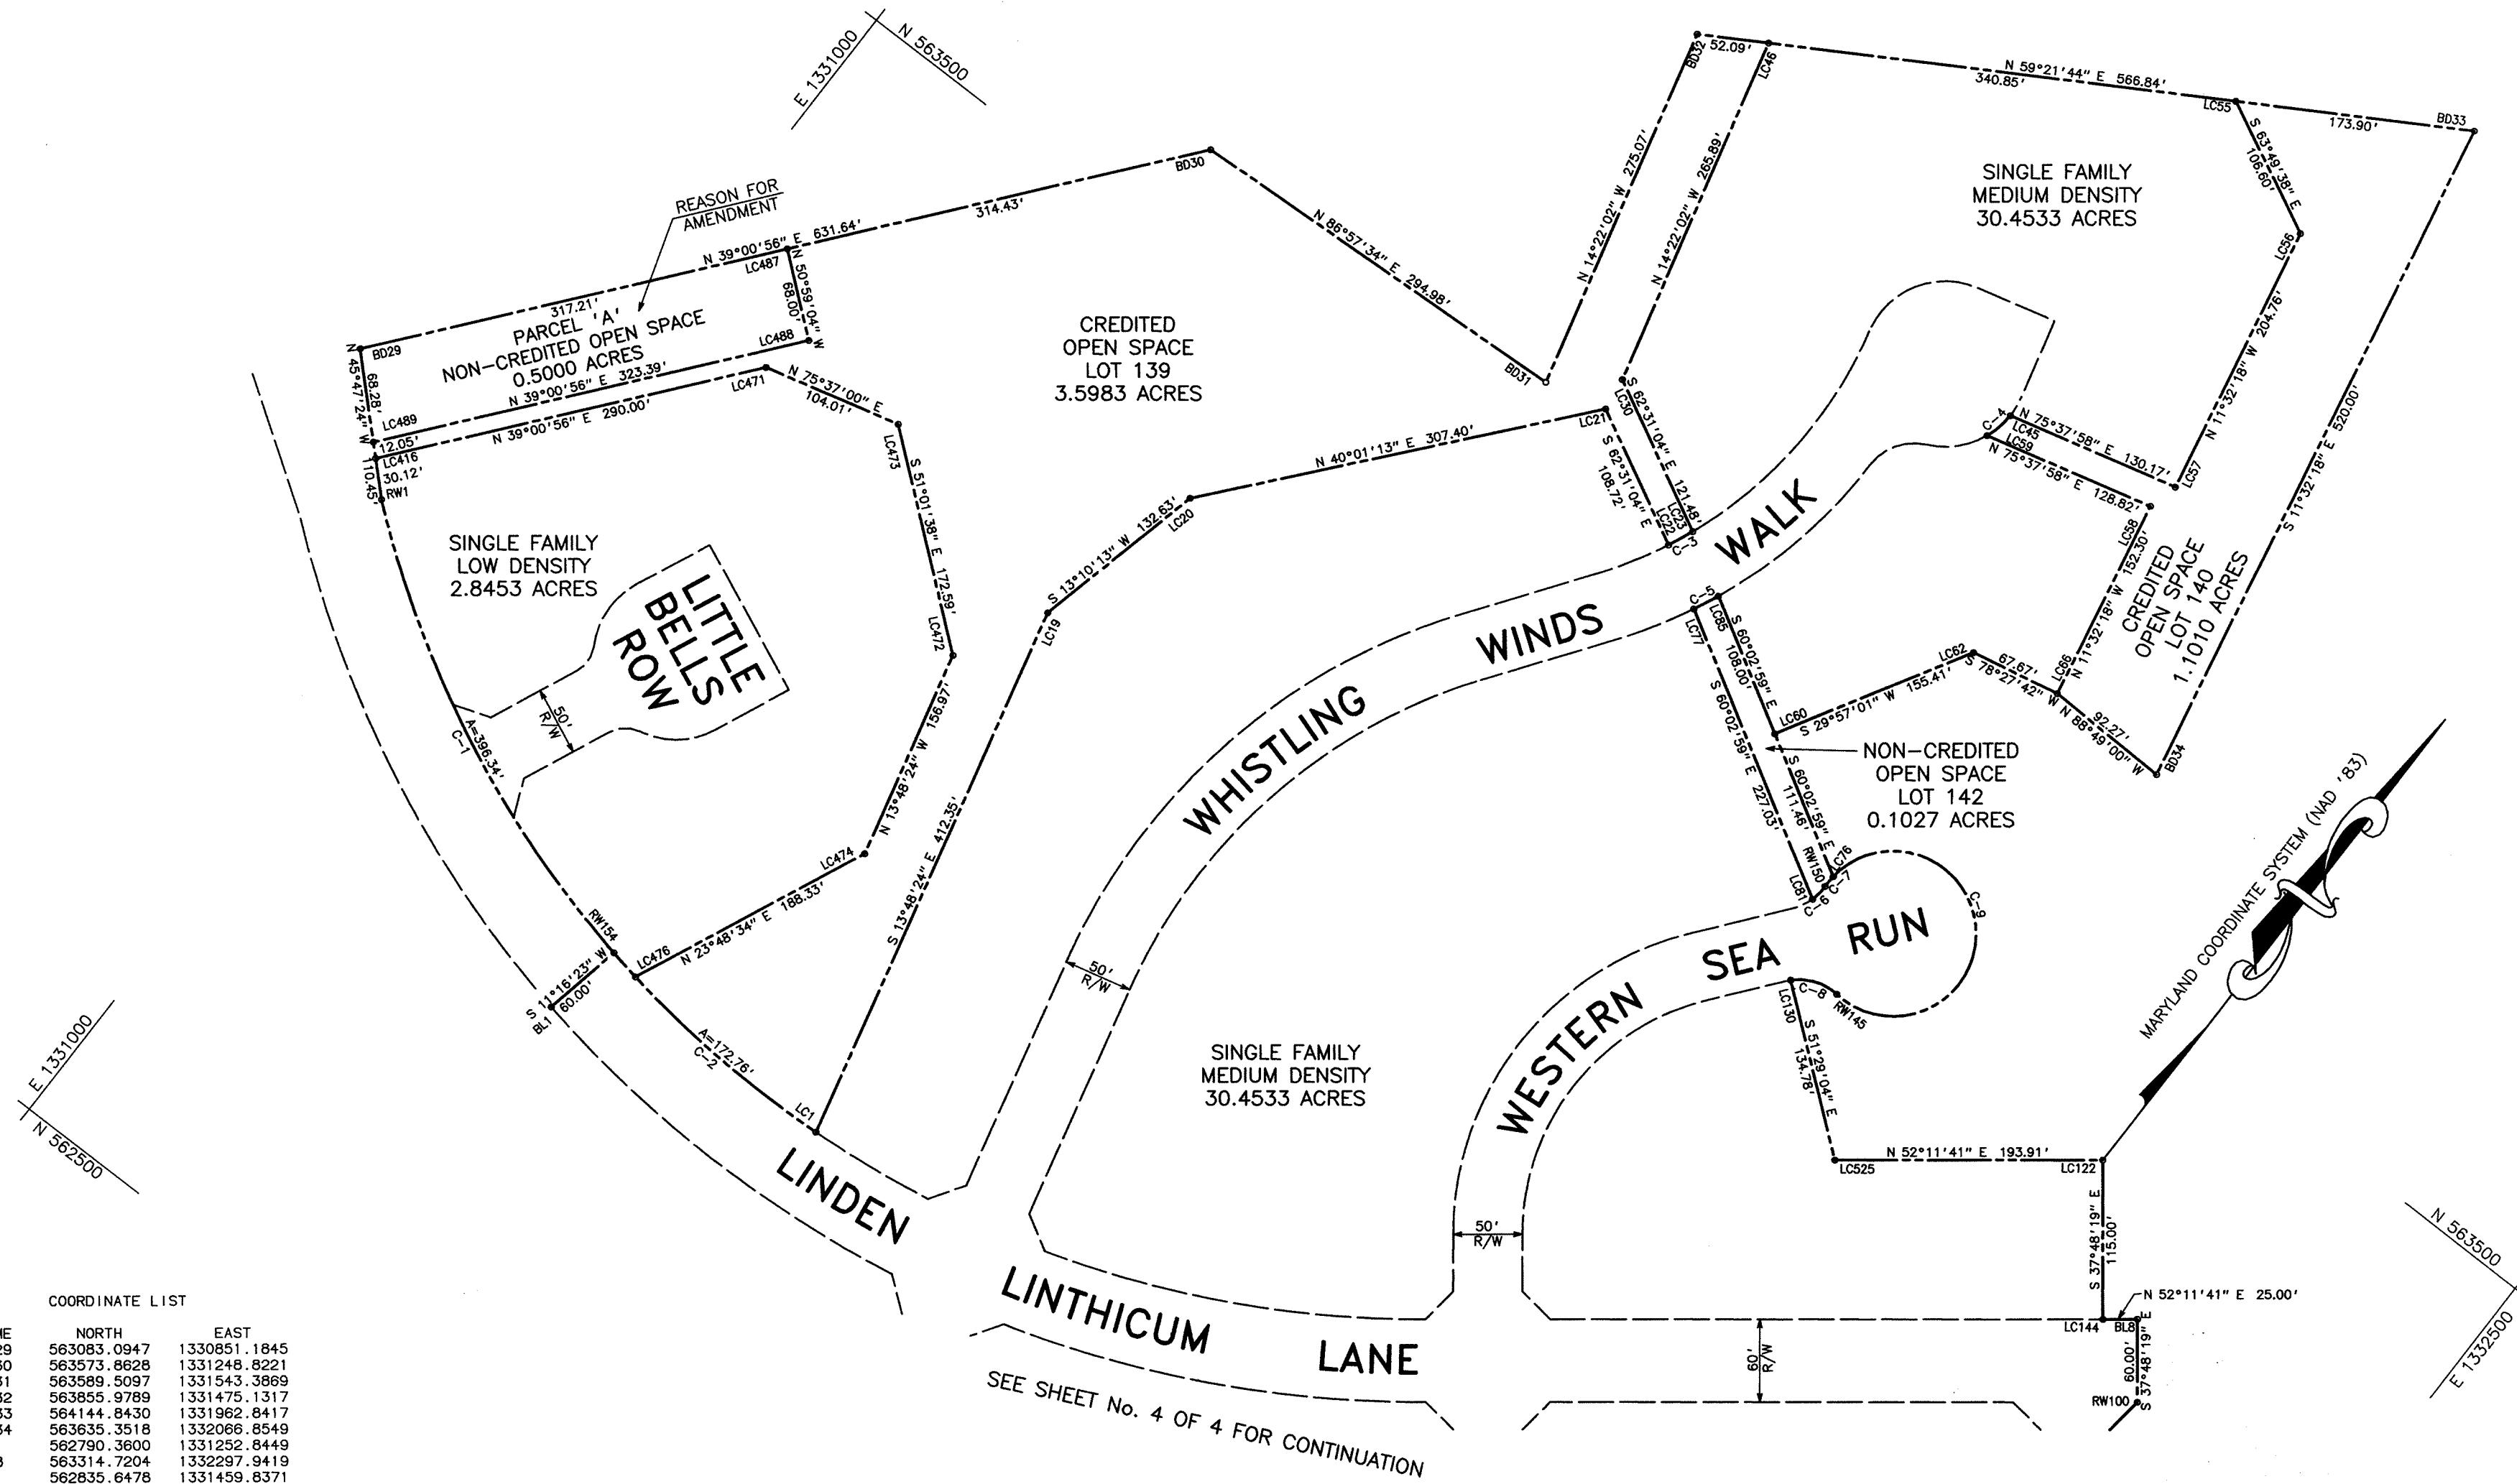 E 1331000
N 563500
REASON FOR
AMENDMENT
BD32
52.09'
LC46
N 59°21'44" E 566.84'
340.85'
LC55
173.90'
BD33
S 63°49'38" E
106.60'
LC56
SINGLE FAMILY
MEDIUM DENSITY
30.4533 ACRES
N 14°22'02" W 275.07'
N 14°22'02" W 265.89'
BD30
314.43'
N 39°00'56" E 631.64'
LC487
N 50°59'04" W
68.00'
LC488
317.21'
PARCEL 'A'
NON-CREDITED OPEN SPACE
0.5000 ACRES
BD29
N 45°47'24" W
68.28'
110.45'
N 39°00'56" E 323.39'
LC489
12.05'
LC416
30.12'
RW1
N 39°00'56" E 290.00'
LC471
N 75°37'00" E
104.01'
LC473
S 51°01'38" E 172.59'
LC472
CREDITED
OPEN SPACE
LOT 139
3.5983 ACRES
N 86°57'34" E 294.98'
BD31
LC30
S 62°31'04" E 121.48'
LC23
LC21
S 62°31'04" E
108.72'
LC22
C-3
N 40°01'13" E 307.40'
S 13°10'13" W 132.63'
LC20
LC19
N 11°32'18" W 204.76'
S 11°32'18" E 520.00'
C-4
LC45
LC59
N 75°37'58" E 130.17'
N 75°37'58" E 128.82'
LC57
LC58
N 11°32'18" W 152.30'
CREDITED
OPEN SPACE
LOT 140
1.1010 ACRES
LC66
LC62
67.67'
S 78°27'42" W
92.27'
N 88°49'00" W
BD34
SINGLE FAMILY
LOW DENSITY
2.8453 ACRES
LITTLE
BELLS
ROW
50'
R/W
A=396.34'
C-1
N 13°48'24" W 156.97'
S 13°48'24" E 412.35'
LC474
N 23°48'34" E 188.33'
LC476
RW154
S 11°16'23" W
60.00'
BL1
A=172.76'
C-2
LC1
WHISTLING
WINDS
WALK
C-5
LC77
LC85
S 60°02'59" E
108.00'
LC60
S 29°57'01" W 155.41'
S 60°02'59" E 227.03'
S 60°02'59" E
111.46'
NON-CREDITED
OPEN SPACE
LOT 142
0.1027 ACRES
RW150
LC76
LC81
C-6
C-7
C-9
MARYLAND COORDINATE SYSTEM (NAD '83)
WESTERN
SEA
RUN
C-8
LC130
RW145
S 51°29'04" E
134.78'
LC525
N 52°11'41" E 193.91'
LC122
S 37°48'19" E
115.00'
N 52°11'41" E 25.00'
LC144
BL8
S 37°48'19" E
60.00'
RW100
N 563500
E 1332500
50'
R/W
SINGLE FAMILY
MEDIUM DENSITY
30.4533 ACRES
50'
R/W
60'
R/W
E 1331000
N 562500
LINDEN
LINTHICUM
LANE
SEE SHEET No. 4 OF 4 FOR CONTINUATION
COORDINATE LIST
ME NORTH EAST
29 563083.0947 1330851.1845
30 563573.8628 1331248.8221
31 563589.5097 1331543.3869
32 563855.9789 1331475.1317
33 564144.8430 1331962.8417
34 563635.3518 1332066.8549
562790.3600 1331252.8449
8 563314.7204 1332297.9419
562835.6478 1331459.8371